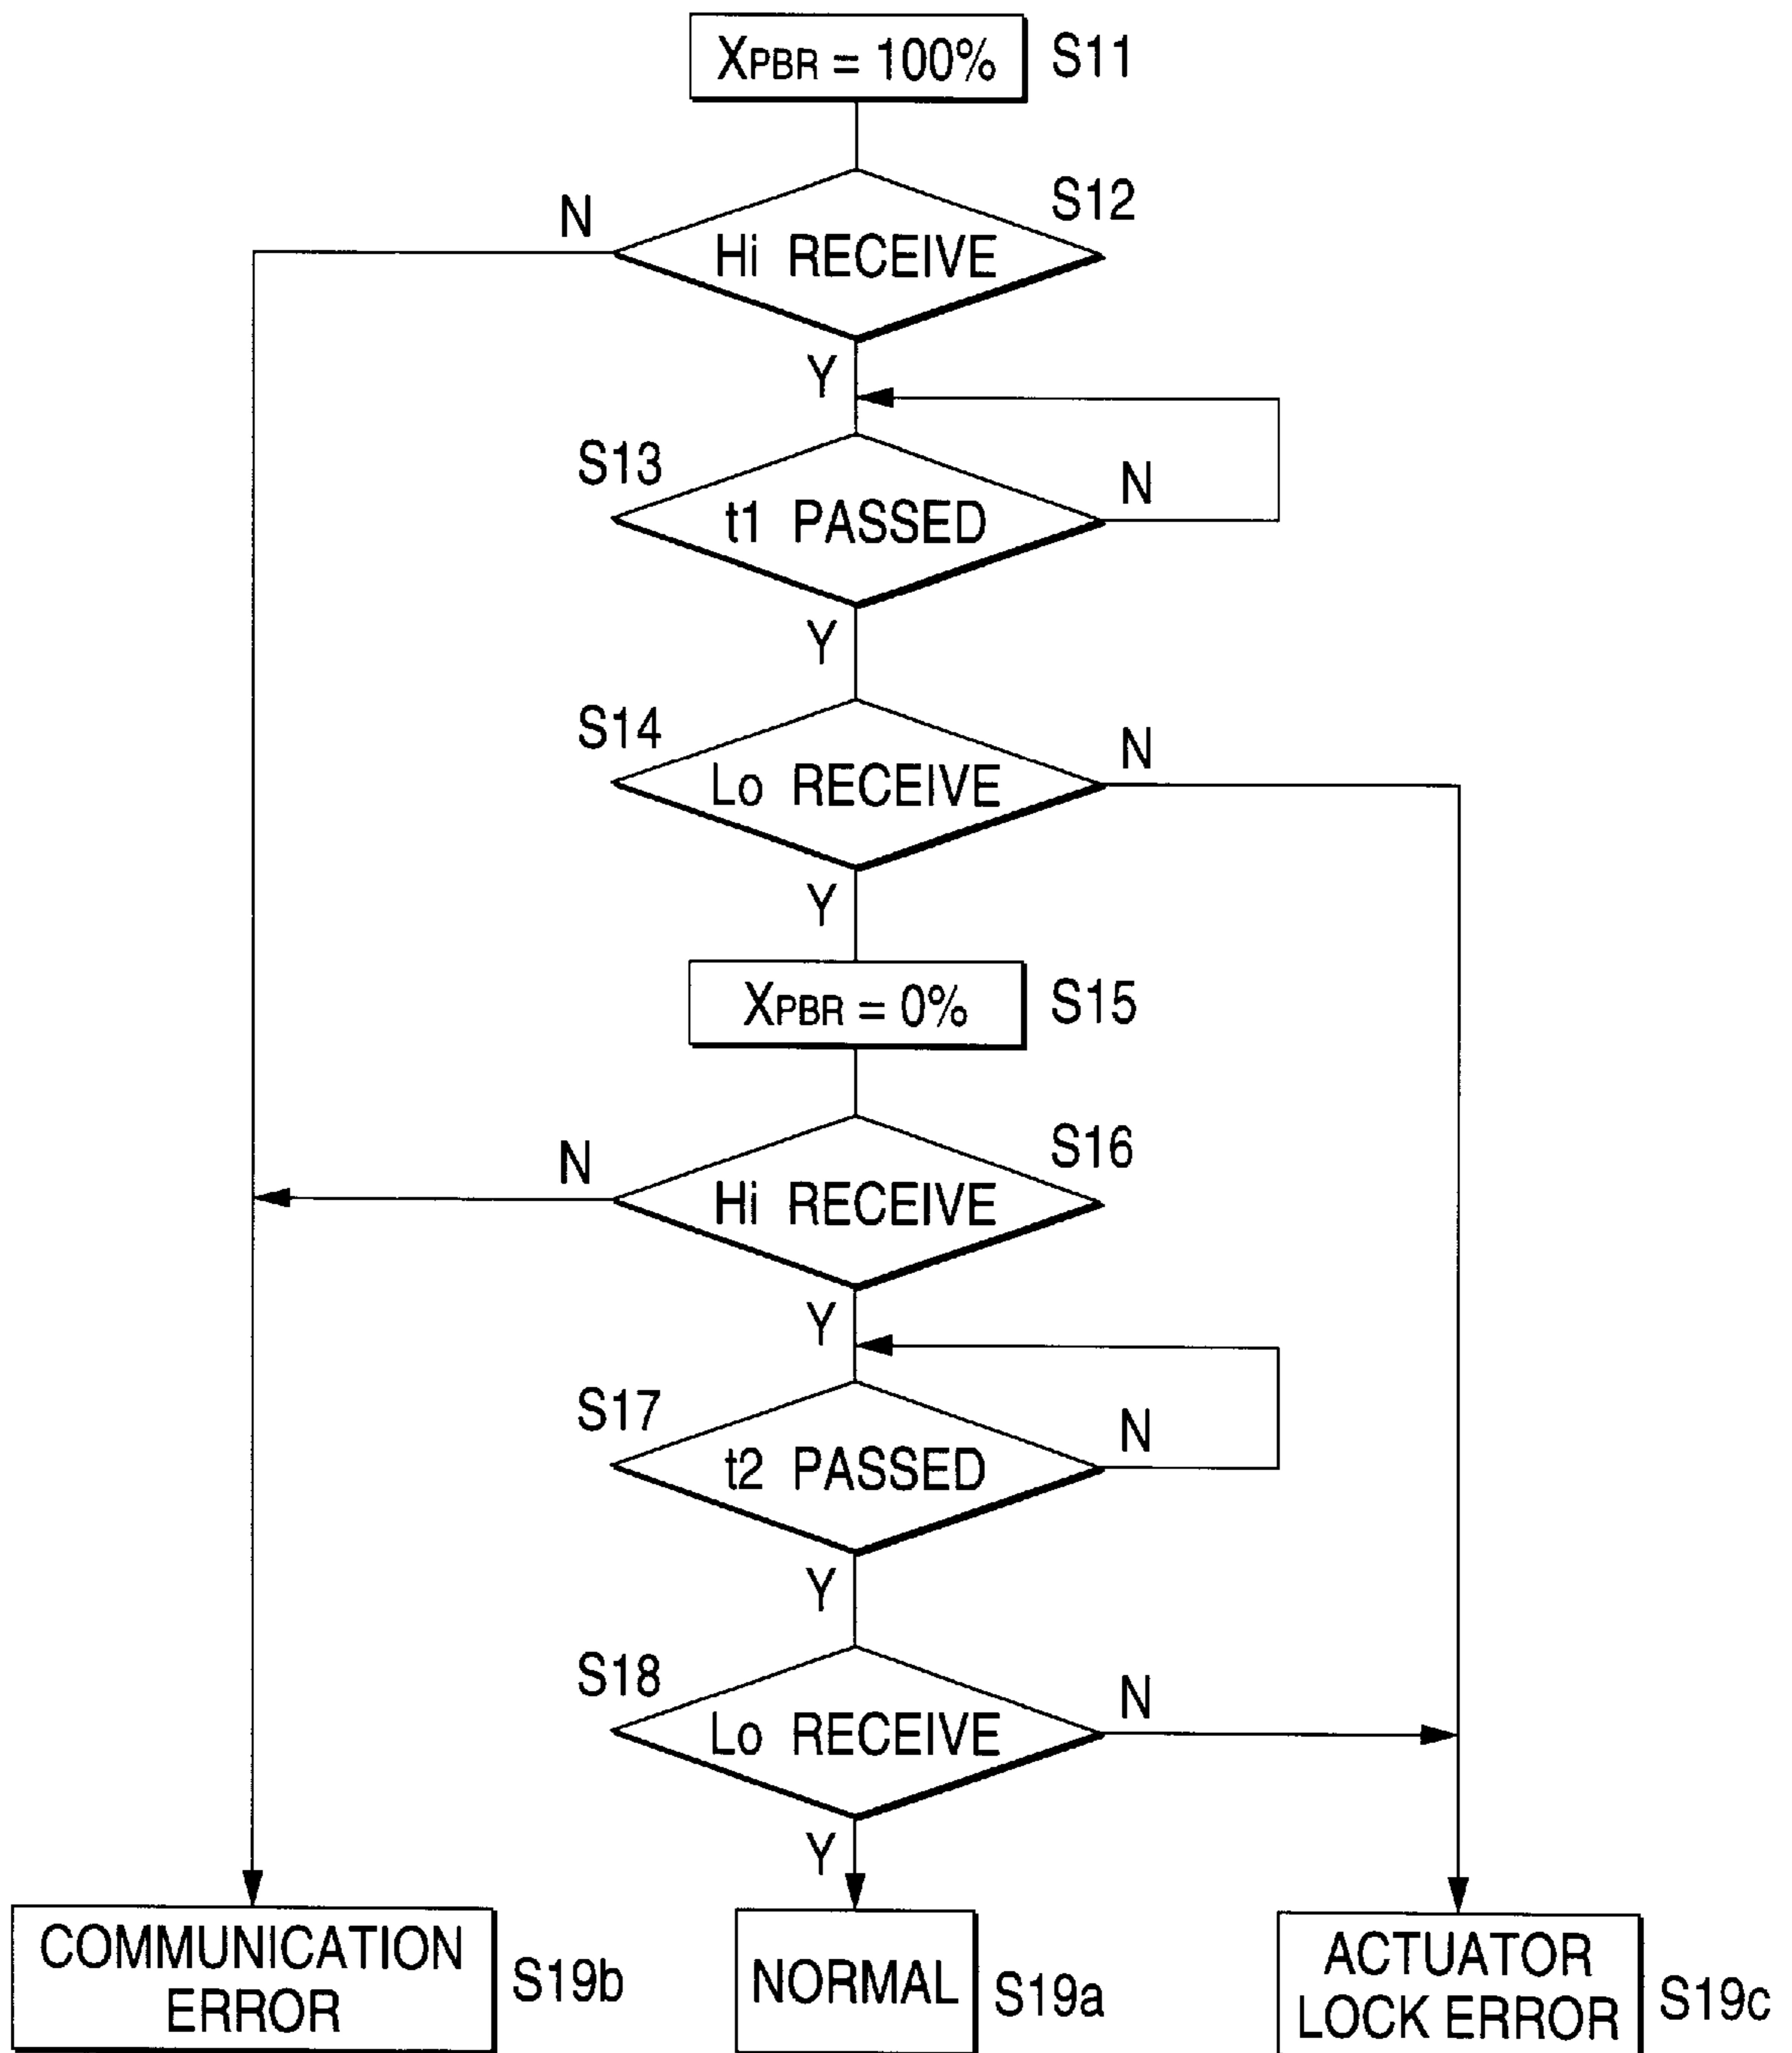 XPBR = 100% S11
S12
N
Hi RECEIVE
Y
S13
N
t1 PASSED
Y
S14
N
Lo RECEIVE
Y
XPBR = 0% S15
S16
N
Hi RECEIVE
Y
S17
N
t2 PASSED
Y
S18
N
Lo RECEIVE
Y
COMMUNICATION
ERROR
S19b
NORMAL
S19a
ACTUATOR
LOCK ERROR
S19c